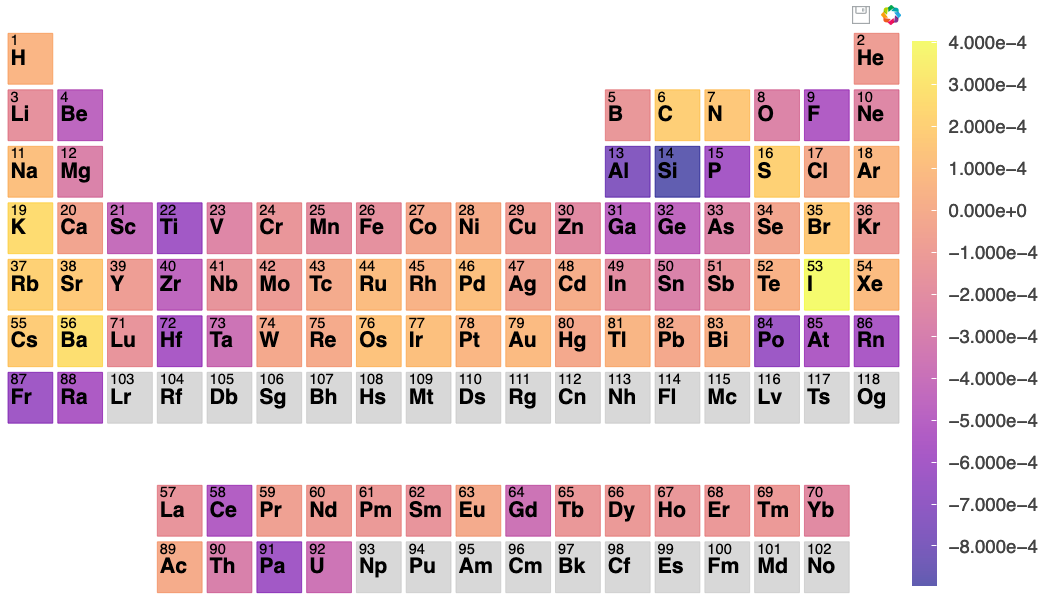 1 2
H He
3 4 5 6 7 8 9 10
Li Be B C N O F Ne
11 12 13 14 15 16 17 18
Na Mg Al Si P S Cl Ar
19 20 21 22 23 24 25 26 27 28 29 30 31 32 33 34 35 36
K Ca Sc Ti V Cr Mn Fe Co Ni Cu Zn Ga Ge As Se Br Kr
37 38 39 40 41 42 43 44 45 46 47 48 49 50 51 52 53 54
Rb Sr Y Zr Nb Mo Tc Ru Rh Pd Ag Cd In Sn Sb Te I Xe
55 56 71 72 73 74 75 76 77 78 79 80 81 82 83 84 85 86
Cs Ba Lu Hf Ta W Re Os Ir Pt Au Hg Tl Pb Bi Po At Rn
87 88 103 104 105 106 107 108 109 110 111 112 113 114 115 116 117 118
Fr Ra Lr Rf Db Sg Bh Hs Mt Ds Rg Cn Nh Fl Mc Lv Ts Og
57 58 59 60 61 62 63 64 65 66 67 68 69 70
La Ce Pr Nd Pm Sm Eu Gd Tb Dy Ho Er Tm Yb
89 90 91 92 93 94 95 96 97 98 99 100 101 102
Ac Th Pa U Np Pu Am Cm Bk Cf Es Fm Md No
4.000e−4
3.000e−4
2.000e−4
1.000e−4
0.000e+0
−1.000e−4
−2.000e−4
−3.000e−4
−4.000e−4
−5.000e−4
−6.000e−4
−7.000e−4
−8.000e−4